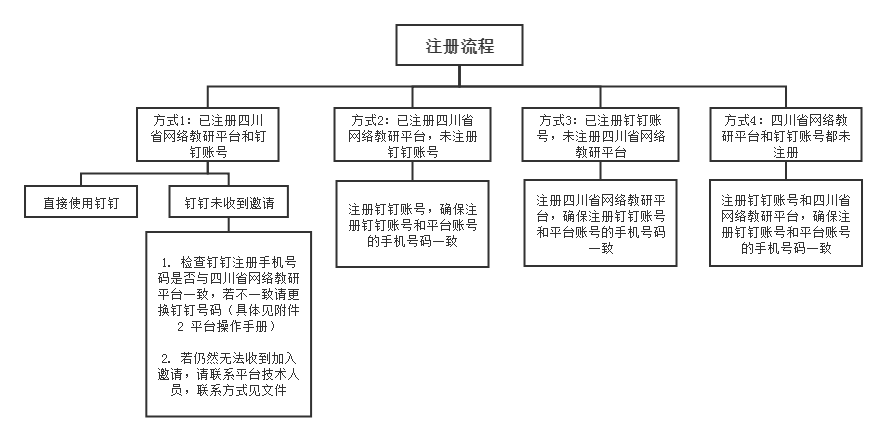 注册流程
方式1：已注册四川
省网络教研平台和钉
钉账号
方式2：已注册四川省
网络教研平台，未注册
钉钉账号
方式3：已注册钉钉账
号，未注册四川省网络
教研平台
方式4：四川省网络教
研平台和钉钉账号都未
注册
直接使用钉钉
钉钉未收到邀请
注册钉钉账号，确保注
册钉钉账号和平台账号
的手机号码一致
注册四川省网络教研平
台，确保注册钉钉账号
和平台账号的手机号码
一致
注册钉钉账号和四川省
网络教研平台，确保注
册钉钉账号和平台账号
的手机号码一致
1. 检查钉钉注册手机号
码是否与四川省网络教研
平台一致，若不一致请更
换钉钉号码（具体见附件
2 平台操作手册）
2. 若仍然无法收到加入
邀请，请联系平台技术人
员，联系方式见文件